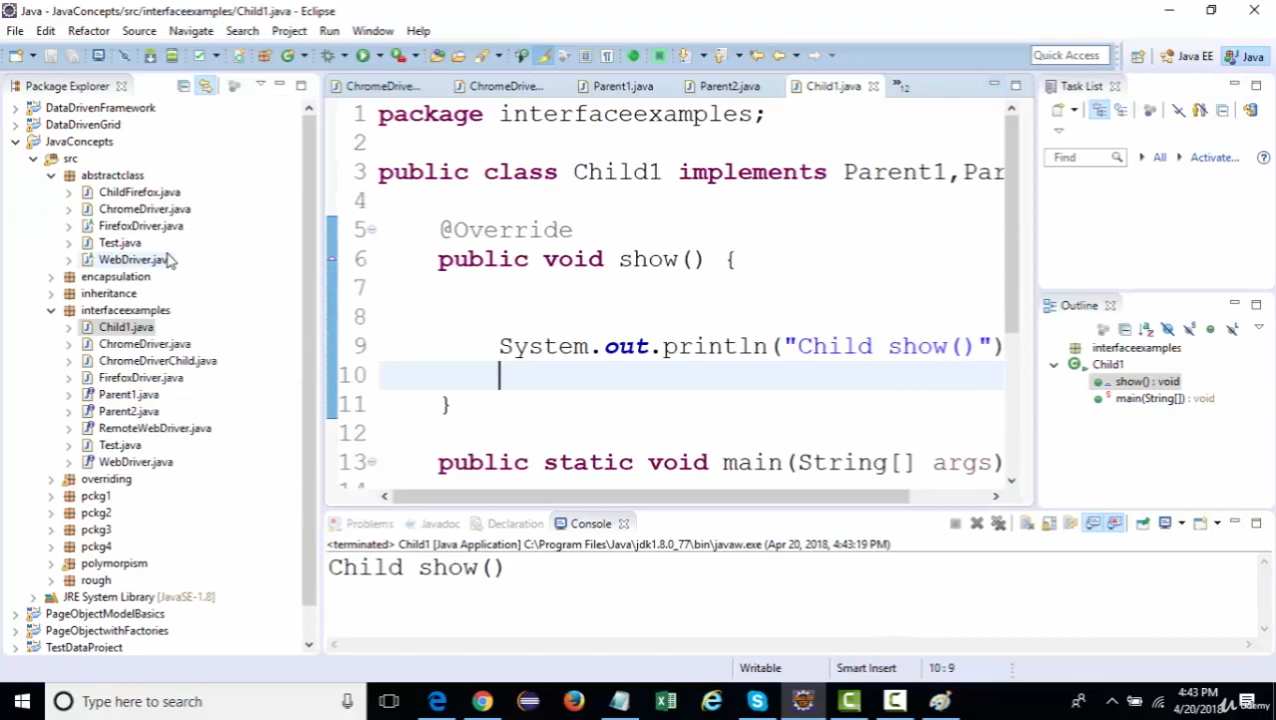 Java - JavaConcepts/src/interfaceexamples/Child1.java - Eclipse
File Edit Refactor Source Navigate Search Project Run Window Help
Quick Access
Java EE
Java
Package Explorer
DataDrivenFramework
DataDrivenGrid
JavaConcepts
src
abstractclass
ChildFirefox.java
ChromeDriver.java
FirefoxDriver.java
Test.java
WebDriver.jav
encapsulation
inheritance
interfaceexamples
Child1.java
ChromeDriver.java
ChromeDriverChild.java
FirefoxDriver.java
Parent1.java
Parent2.java
RemoteWebDriver.java
Test.java
WebDriver.java
overriding
pckg1
pckg2
pckg3
pckg4
polymorpism
rough
JRE System Library [JavaSE-1.8]
PageObjectModelBasics
PageObjectwithFactories
TestDataProject
ChromeDrive... ChromeDrive... Parent1.java Parent2.java Child1.java »12
1 package interfaceexamples;
2
3 public class Child1 implements Parent1,Par
4
5 @Override
6 public void show() {
7
8
9 System.out.println("Child show()")
10
11 }
12
13 public static void main(String[] args)
14
Problems Javadoc Declaration Console
<terminated> Child1 [Java Application] C:\Program Files\Java\jdk1.8.0_77\bin\javaw.exe (Apr 20, 2018, 4:43:19 PM)
Child show()
Task List
Find All Activate...
Outline
interfaceexamples
Child1
show() : void
main(String[]) : void
Writable Smart Insert 10 : 9
Type here to search
4:43 PM
4/20/2018
Udemy